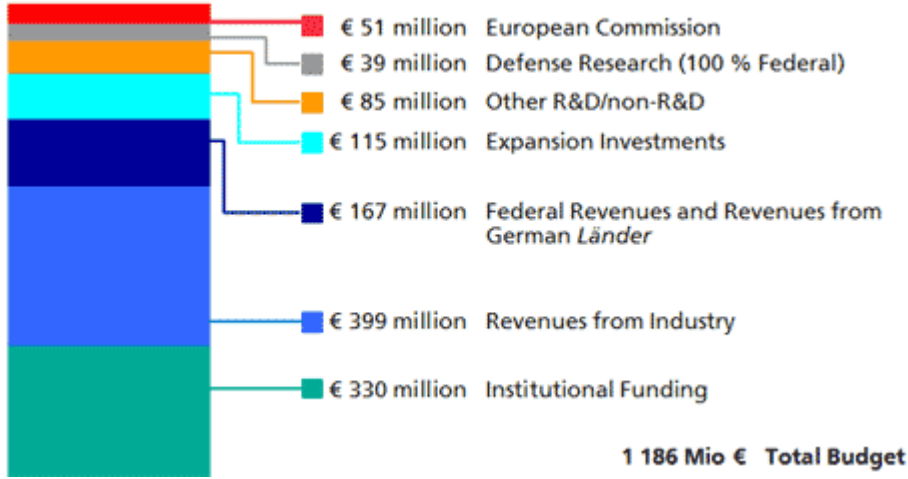 € 51 million European Commission
€ 39 million Defense Research (100 % Federal)
€ 85 million Other R&D/non-R&D
€ 115 million Expansion Investments
€ 167 million Federal Revenues and Revenues from
German Länder
€ 399 million Revenues from Industry
€ 330 million Institutional Funding
1 186 Mio € Total Budget